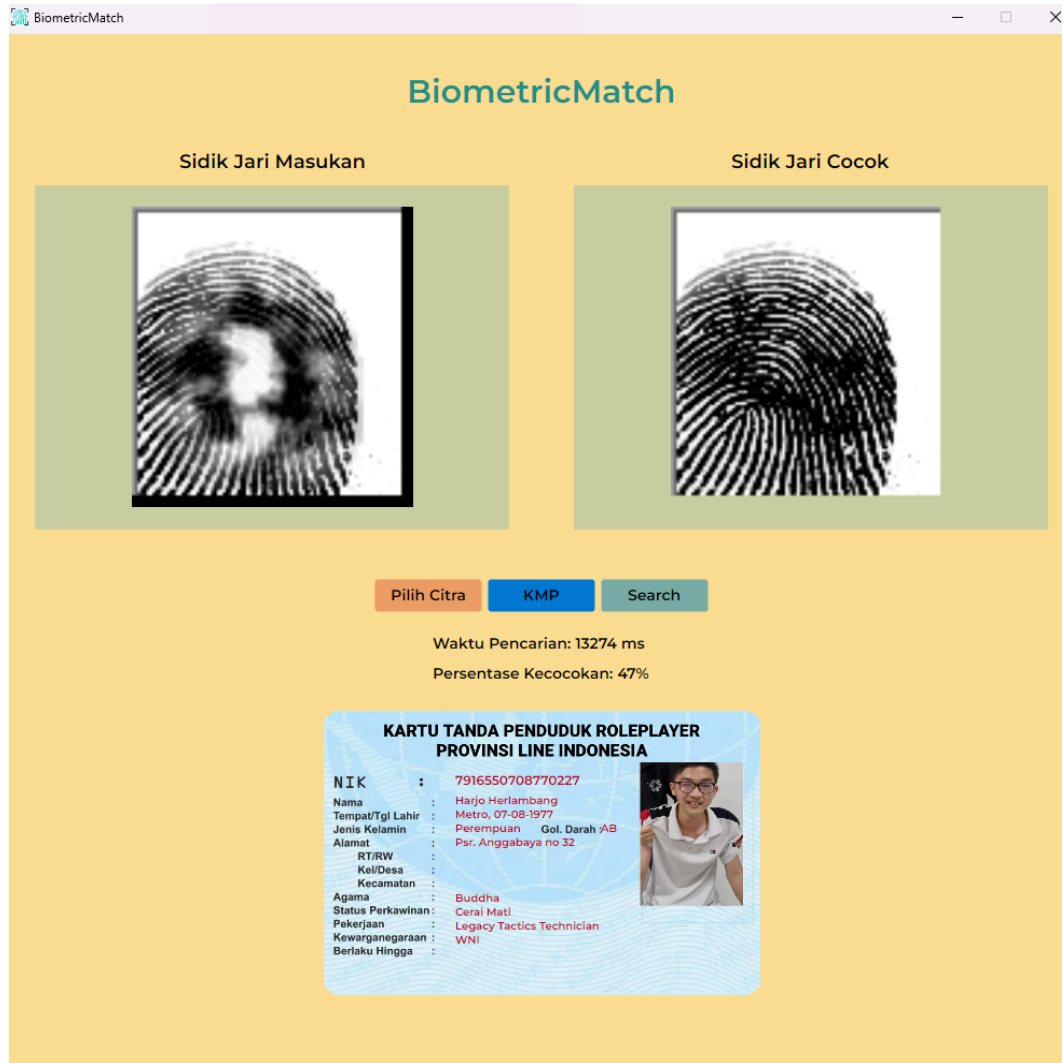 BiometricMatch
BiometricMatch
Sidik Jari Masukan
Sidik Jari Cocok
Pilih Citra
KMP
Search
Waktu Pencarian: 13274 ms
Persentase Kecocokan: 47%
KARTU TANDA PENDUDUK ROLEPLAYER
PROVINSI LINE INDONESIA
NIK : 7916550708770227
Nama : Harjo Herlambang
Tempat/Tgl Lahir : Metro, 07-08-1977
Jenis Kelamin : Perempuan Gol. Darah :AB
Alamat : Psr. Anggabaya no 32
RT/RW :
Kel/Desa :
Kecamatan :
Agama : Buddha
Status Perkawinan : Cerai Mati
Pekerjaan : Legacy Tactics Technician
Kewarganegaraan : WNI
Berlaku Hingga :